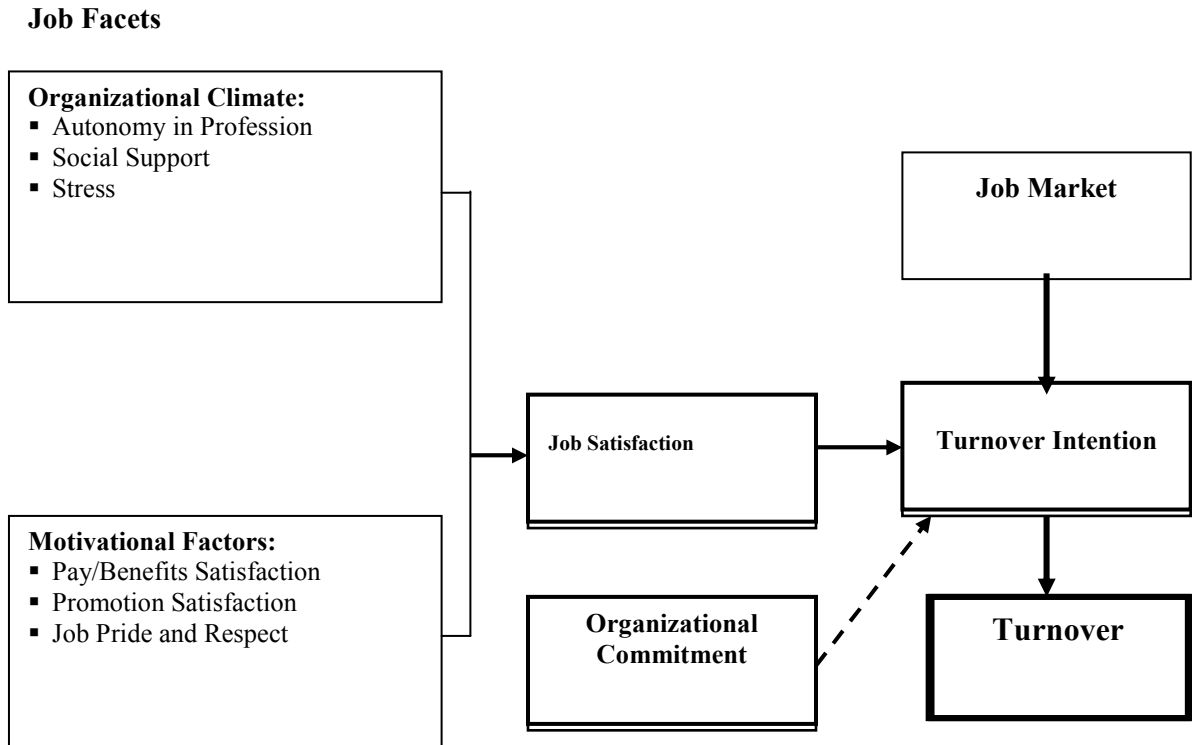 Job Facets
Organizational Climate:
▪ Autonomy in Profession
▪ Social Support
▪ Stress
Job Market
Job Satisfaction
Turnover Intention
Motivational Factors:
▪ Pay/Benefits Satisfaction
▪ Promotion Satisfaction
▪ Job Pride and Respect
Organizational
Commitment
Turnover